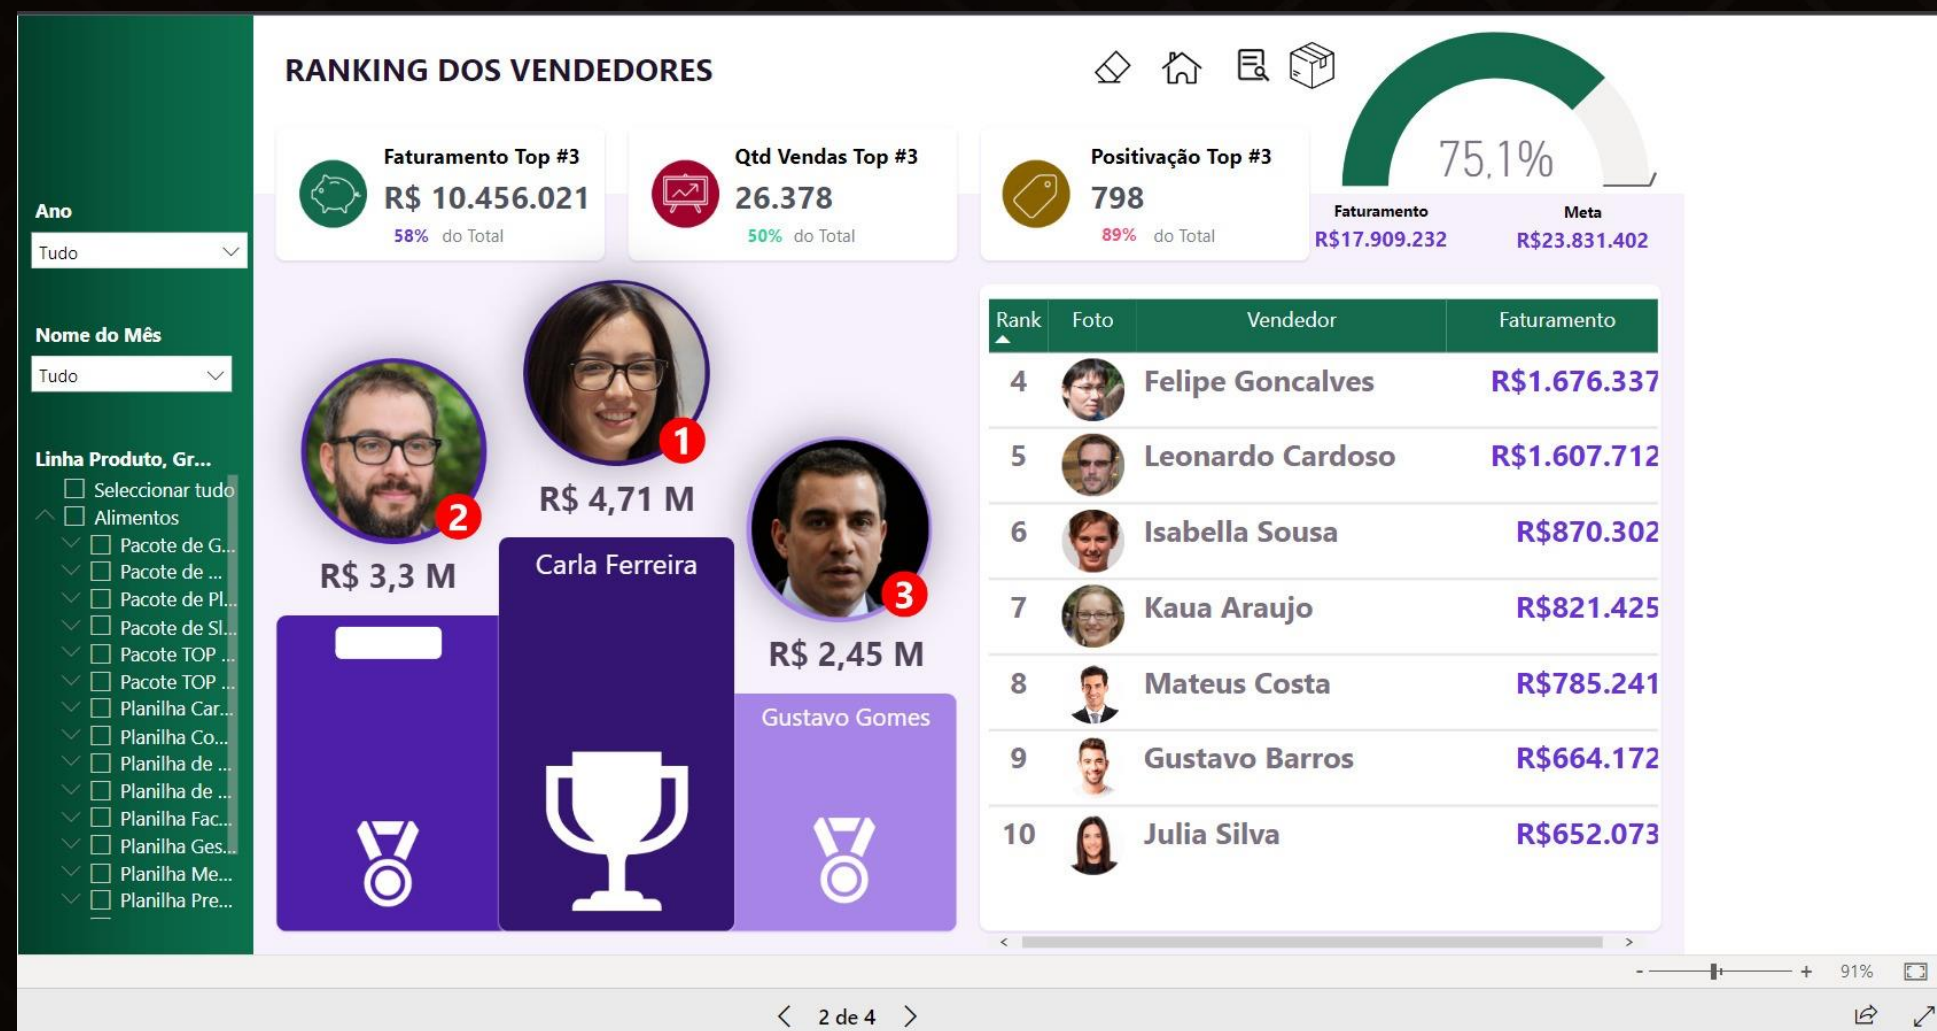 RANKING DOS VENDEDORES
Faturamento Top #3
R$ 10.456.021
58% do Total
Qtd Vendas Top #3
26.378
50% do Total
Positivação Top #3
798
89% do Total
75,1%
Faturamento
R$17.909.232
Meta
R$23.831.402
Ano
Tudo
Nome do Mês
Tudo
Linha Produto, Gr...
Seleccionar tudo
Alimentos
Pacote de G...
Pacote de ...
Pacote de Pl...
Pacote de Sl...
Pacote TOP ...
Pacote TOP ...
Planilha Car...
Planilha Co...
Planilha de ...
Planilha de ...
Planilha Fac...
Planilha Ges...
Planilha Me...
Planilha Pre...
2
R$ 3,3 M
1
R$ 4,71 M
Carla Ferreira
3
R$ 2,45 M
Gustavo Gomes
Rank Foto Vendedor Faturamento
4 Felipe Goncalves R$1.676.337
5 Leonardo Cardoso R$1.607.712
6 Isabella Sousa R$870.302
7 Kaua Araujo R$821.425
8 Mateus Costa R$785.241
9 Gustavo Barros R$664.172
10 Julia Silva R$652.073
- + 91%
2 de 4